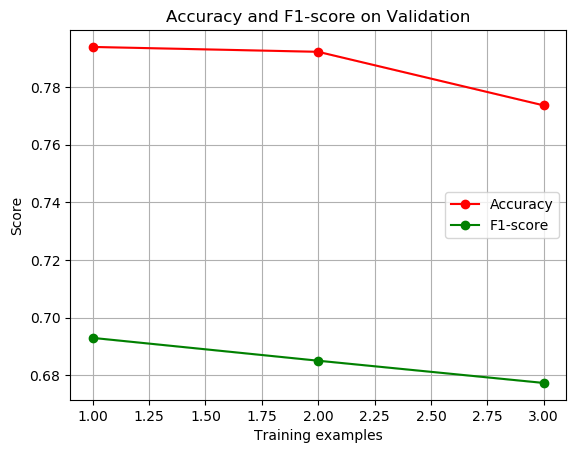 Accuracy and F1-score on Validation
Score
0.78
0.76
0.74
0.72
0.70
0.68
Accuracy
F1-score
1.00 1.25 1.50 1.75 2.00 2.25 2.50 2.75 3.00
Training examples